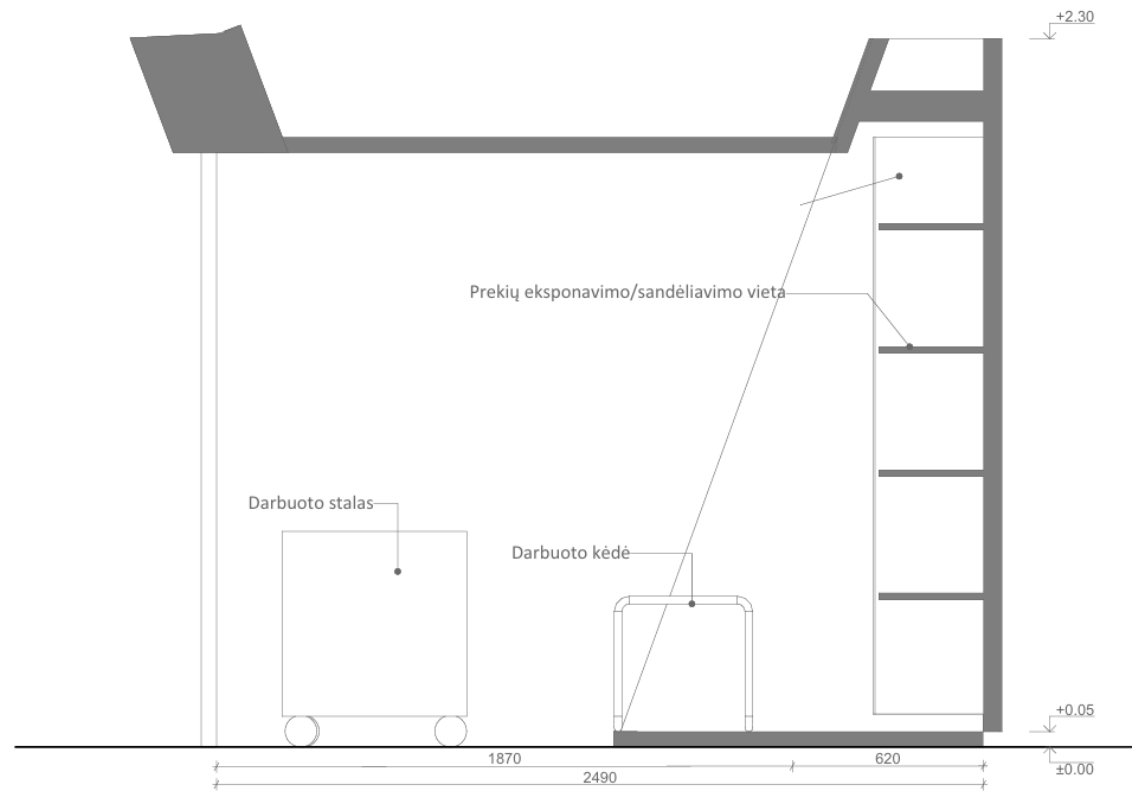 +2.30
Prekių eksponavimo/sandėliavimo vieta
Darbuoto stalas
Darbuoto kėdė
+0.05
1870
620
±0.00
2490